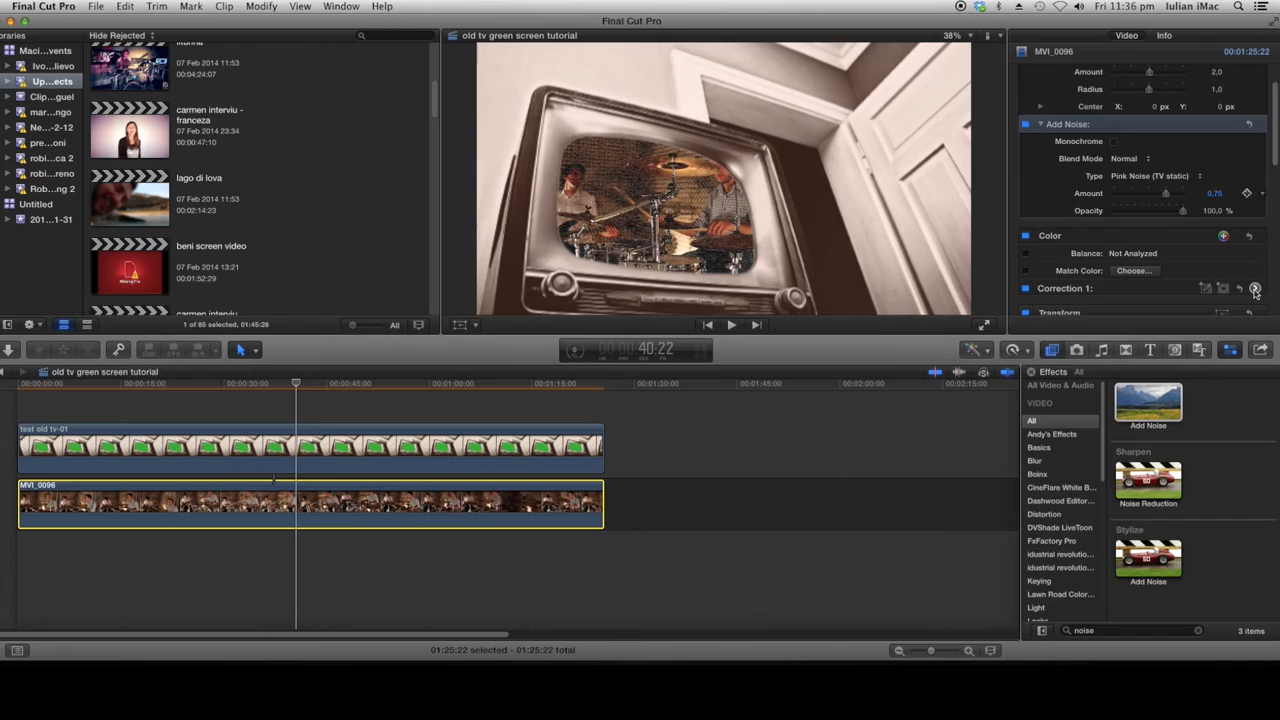 Final Cut Pro File Edit Trim Mark Clip Modify View Window Help Fri 11:36 pm Iulian iMac
Final Cut Pro
Hide Rejected
Maci...vents
Ivo...lievo
Up...ects
Clip...guel
mar...ngo
Ne...-2-12
pre...oni
robi...ca 2
robi...reno
Rob...ng 2
Untitled
201...1-31
07 Feb 2014 11:53
00:04:24:07
carmen interviu -
franceza
07 Feb 2014 23:34
00:00:47:10
lago di lova
07 Feb 2014 11:53
00:02:14:23
beni screen video
07 Feb 2014 13:21
00:01:52:29
carmen interviu
1 of 85 selected, 01:45:28
All
old tv green screen tutorial 38%
Video Info
MVI_0096 00:01:25:22
Amount 2,0
Radius 1,0
Center X: 0 px Y: 0 px
Add Noise:
Monochrome
Blend Mode Normal
Type Pink Noise (TV static)
Amount 0,75
Opacity 100,0 %
Color
Balance: Not Analyzed
Match Color: Choose...
Correction 1:
Transform
40:22
old tv green screen tutorial
00:00:00:00 00:00:15:00 00:00:30:00 00:00:45:00 00:01:00:00 00:01:15:00 00:01:30:00 00:01:45:00 00:02:00:00 00:02:15:00
test old tv-01
MVI_0096
Effects All
All Video & Audio
VIDEO
All
Andy's Effects
Basics
Blur
Boinx
CineFlare White B...
Dashwood Editor...
Distortion
DVShade LiveToon
FxFactory Pro
idustrial revolutio...
idustrial revolutio...
Keying
Lawn Road Color...
Light
Looks
Add Noise
Sharpen
Noise Reduction
Stylize
Add Noise
noise
3 items
01:25:22 selected - 01:25:22 total